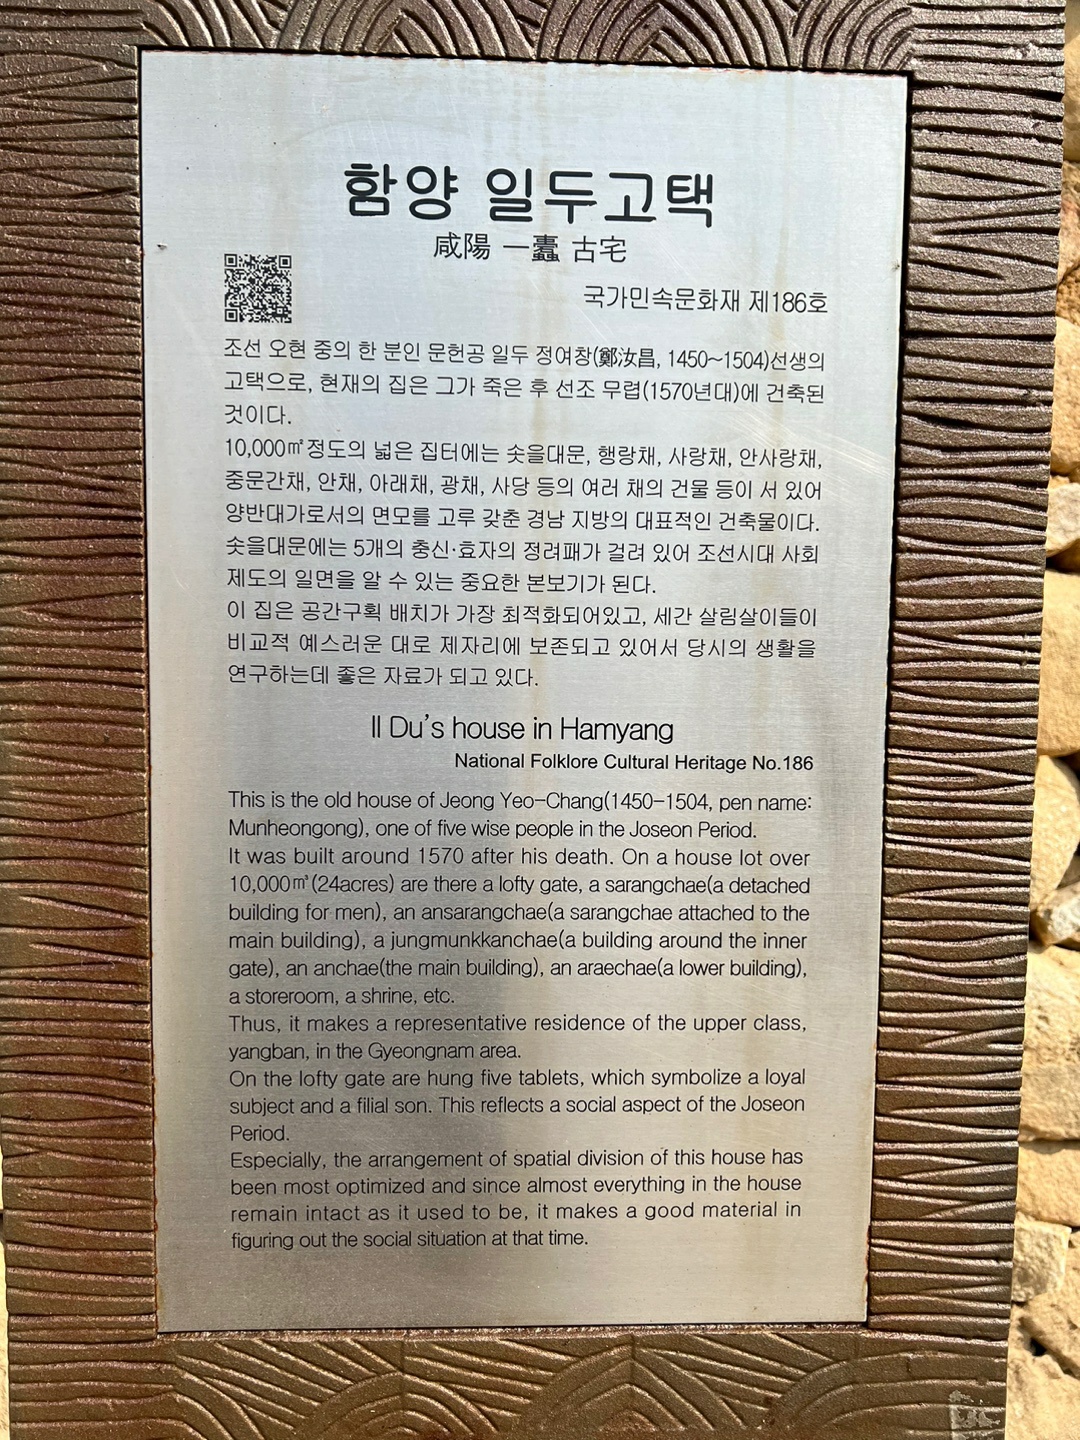 함양 일두고택
咸陽 一蠹 古宅
국가민속문화재 제186호
조선 오현 중의 한 분인 문헌공 일두 정여창(鄭汝昌, 1450~1504)선생의
고택으로, 현재의 집은 그가 죽은 후 선조 무렵(1570년대)에 건축된
것이다.
10,000㎡정도의 넓은 집터에는 솟을대문, 행랑채, 사랑채, 안사랑채,
중문간채, 안채, 아래채, 광채, 사당 등의 여러 채의 건물 등이 서 있어
양반대가로서의 면모를 고루 갖춘 경남 지방의 대표적인 건축물이다.
솟을대문에는 5개의 충신·효자의 정려패가 걸려 있어 조선시대 사회
제도의 일면을 알 수 있는 중요한 본보기가 된다.
이 집은 공간구획 배치가 가장 최적화되어있고, 세간 살림살이들이
비교적 예스러운 대로 제자리에 보존되고 있어서 당시의 생활을
연구하는데 좋은 자료가 되고 있다.
Il Du's house in Hamyang
National Folklore Cultural Heritage No.186
This is the old house of Jeong Yeo-Chang(1450-1504, pen name:
Munheongong), one of five wise people in the Joseon Period.
It was built around 1570 after his death. On a house lot over
10,000㎡(24acres) are there a lofty gate, a sarangchae(a detached
building for men), an ansarangchae(a sarangchae attached to the
main building), a jungmunkkanchae(a building around the inner
gate), an anchae(the main building), an araechae(a lower building),
a storeroom, a shrine, etc.
Thus, it makes a representative residence of the upper class,
yangban, in the Gyeongnam area.
On the lofty gate are hung five tablets, which symbolize a loyal
subject and a filial son. This reflects a social aspect of the Joseon
Period.
Especially, the arrangement of spatial division of this house has
been most optimized and since almost everything in the house
remain intact as it used to be, it makes a good material in
figuring out the social situation at that time.